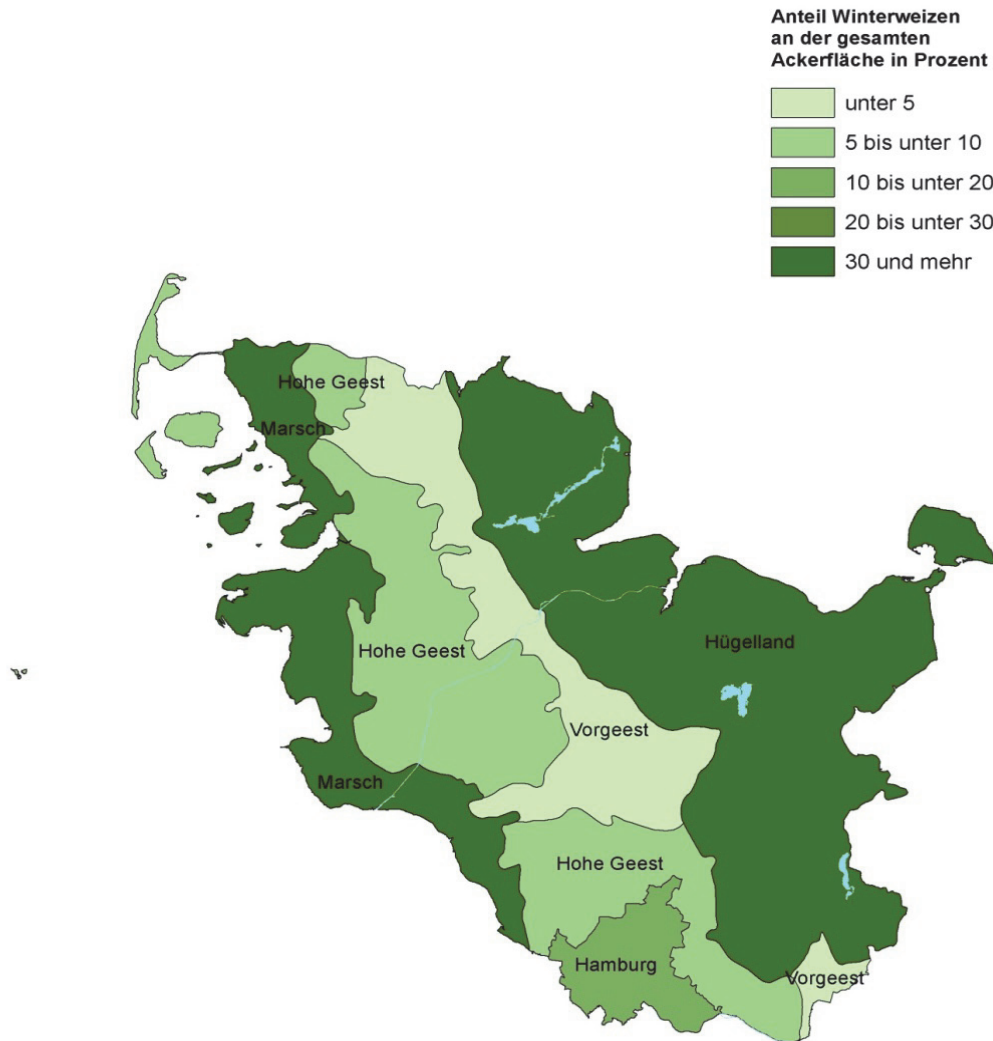 Anteil Winterweizen
an der gesamten
Ackerfläche in Prozent
unter 5
5 bis unter 10
10 bis unter 20
20 bis unter 30
30 und mehr
Hohe Geest
Marsch
Hügelland
Hohe Geest
Vorgeest
Marsch
Hohe Geest
Hamburg
Vorgeest